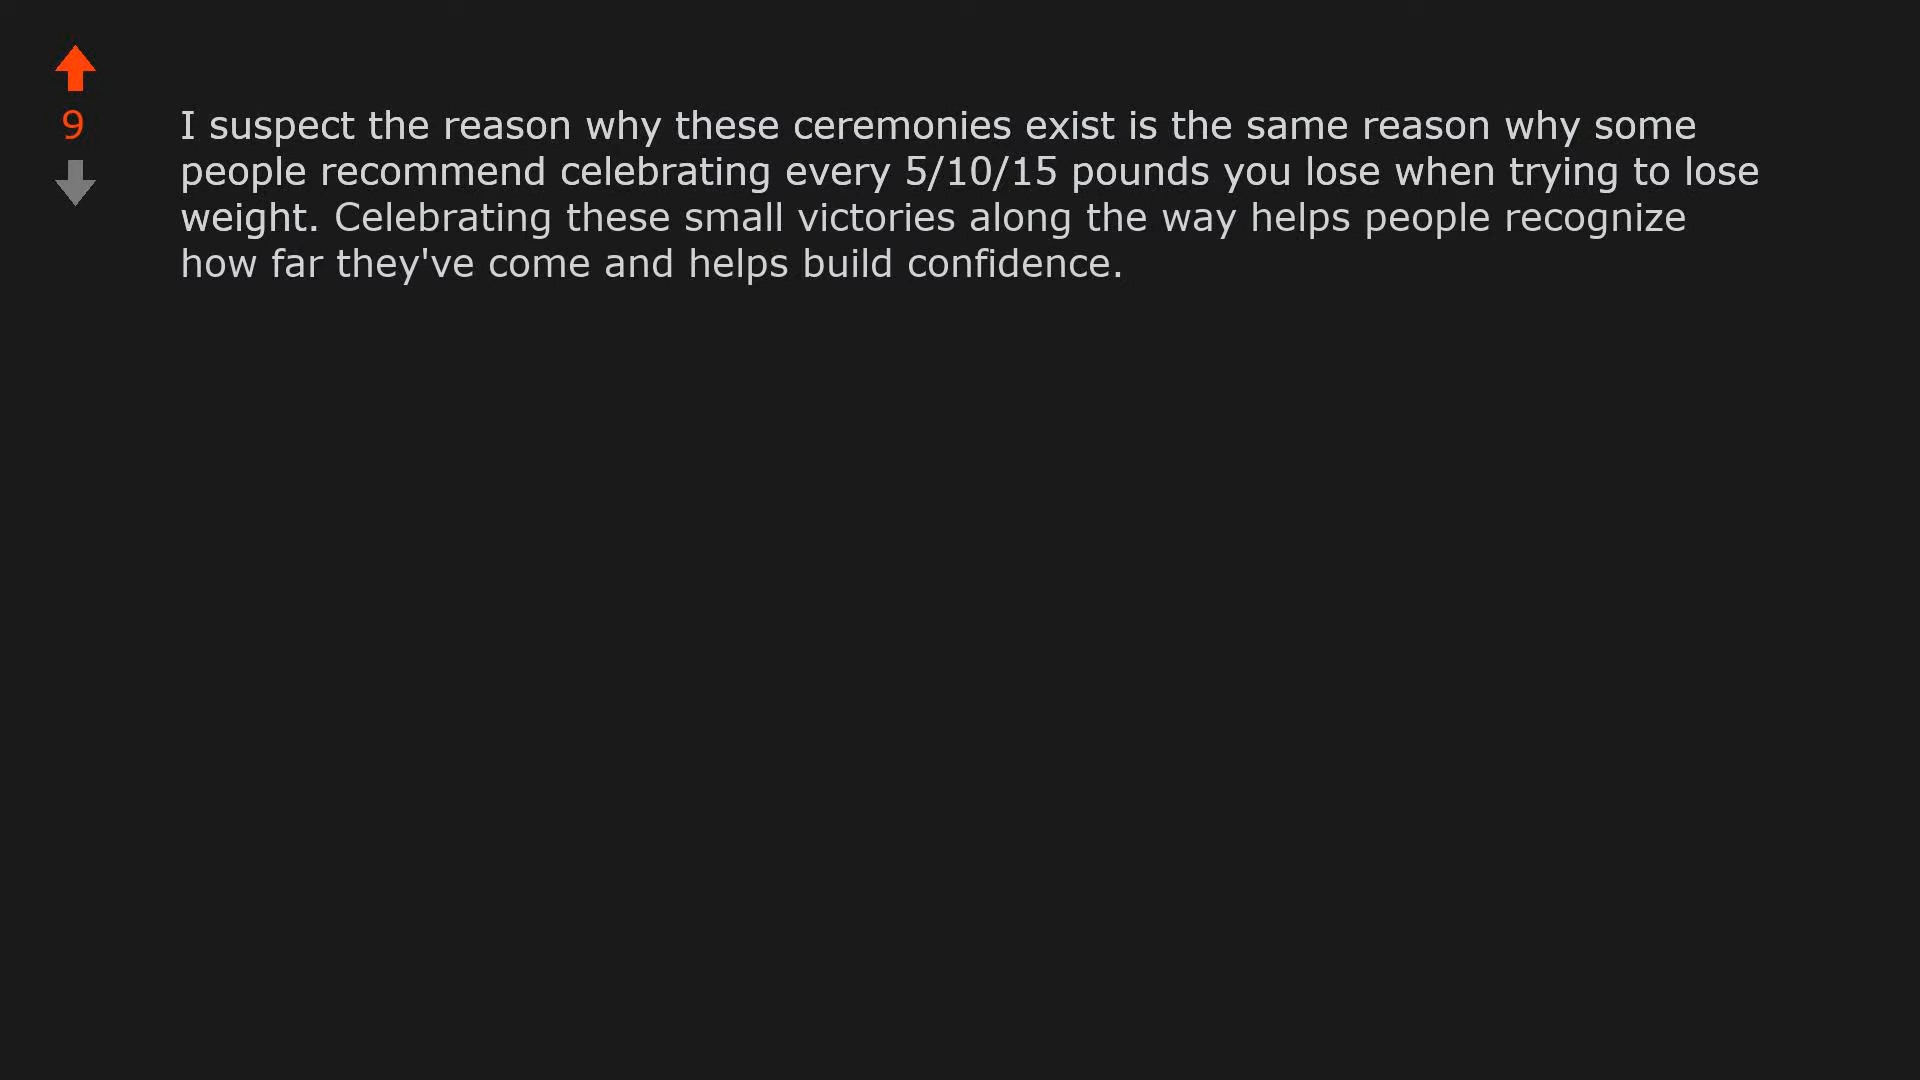 9
I suspect the reason why these ceremonies exist is the same reason why some
people recommend celebrating every 5/10/15 pounds you lose when trying to lose
weight. Celebrating these small victories along the way helps people recognize
how far they've come and helps build confidence.